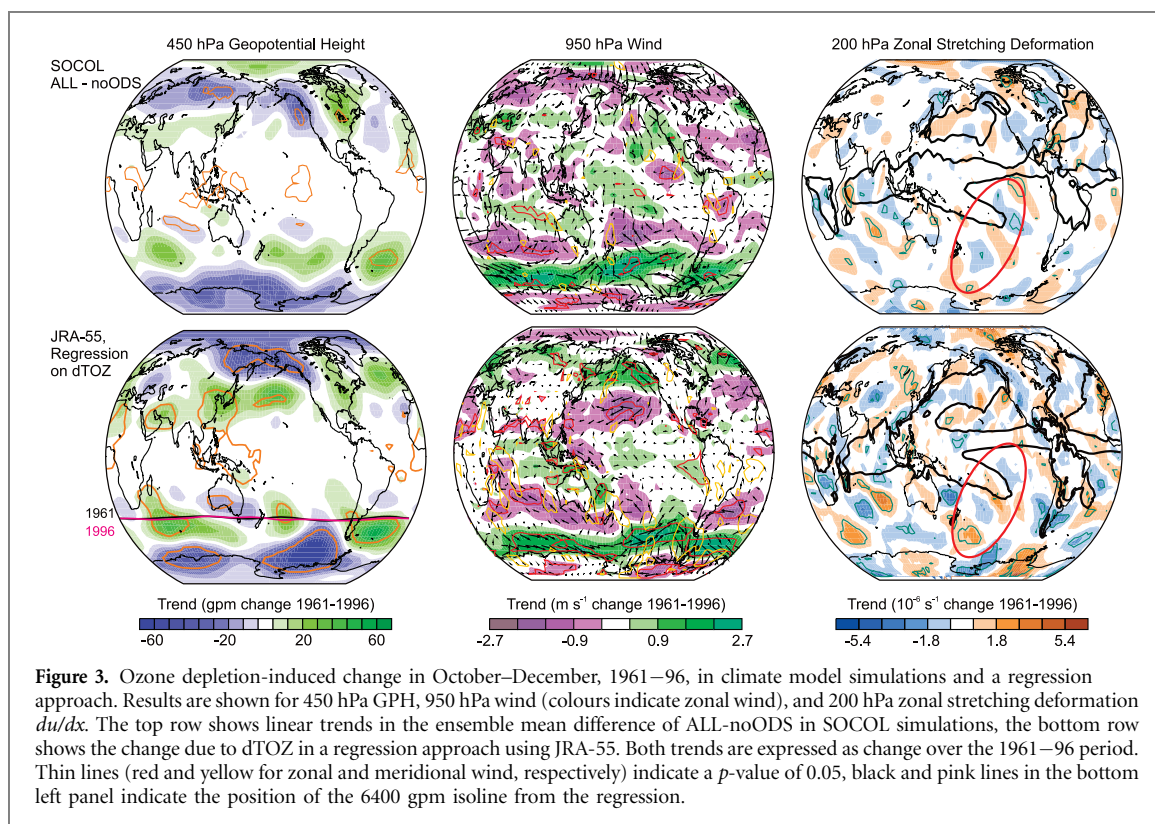 450 hPa Geopotential Height
950 hPa Wind
200 hPa Zonal Stretching Deformation
SOCOL
ALL - noODS
JRA-55,
Regression
on dTOZ
1961
1996
Trend (gpm change 1961-1996)
-60 -20 20 60
Trend (m s⁻¹ change 1961-1996)
-2.7 -0.9 0.9 2.7
Trend (10⁻⁶ s⁻¹ change 1961-1996)
-5.4 -1.8 1.8 5.4
Figure 3. Ozone depletion-induced change in October–December, 1961−96, in climate model simulations and a regression
approach. Results are shown for 450 hPa GPH, 950 hPa wind (colours indicate zonal wind), and 200 hPa zonal stretching deformation
du/dx. The top row shows linear trends in the ensemble mean difference of ALL-noODS in SOCOL simulations, the bottom row
shows the change due to dTOZ in a regression approach using JRA-55. Both trends are expressed as change over the 1961−96 period.
Thin lines (red and yellow for zonal and meridional wind, respectively) indicate a p-value of 0.05, black and pink lines in the bottom
left panel indicate the position of the 6400 gpm isoline from the regression.